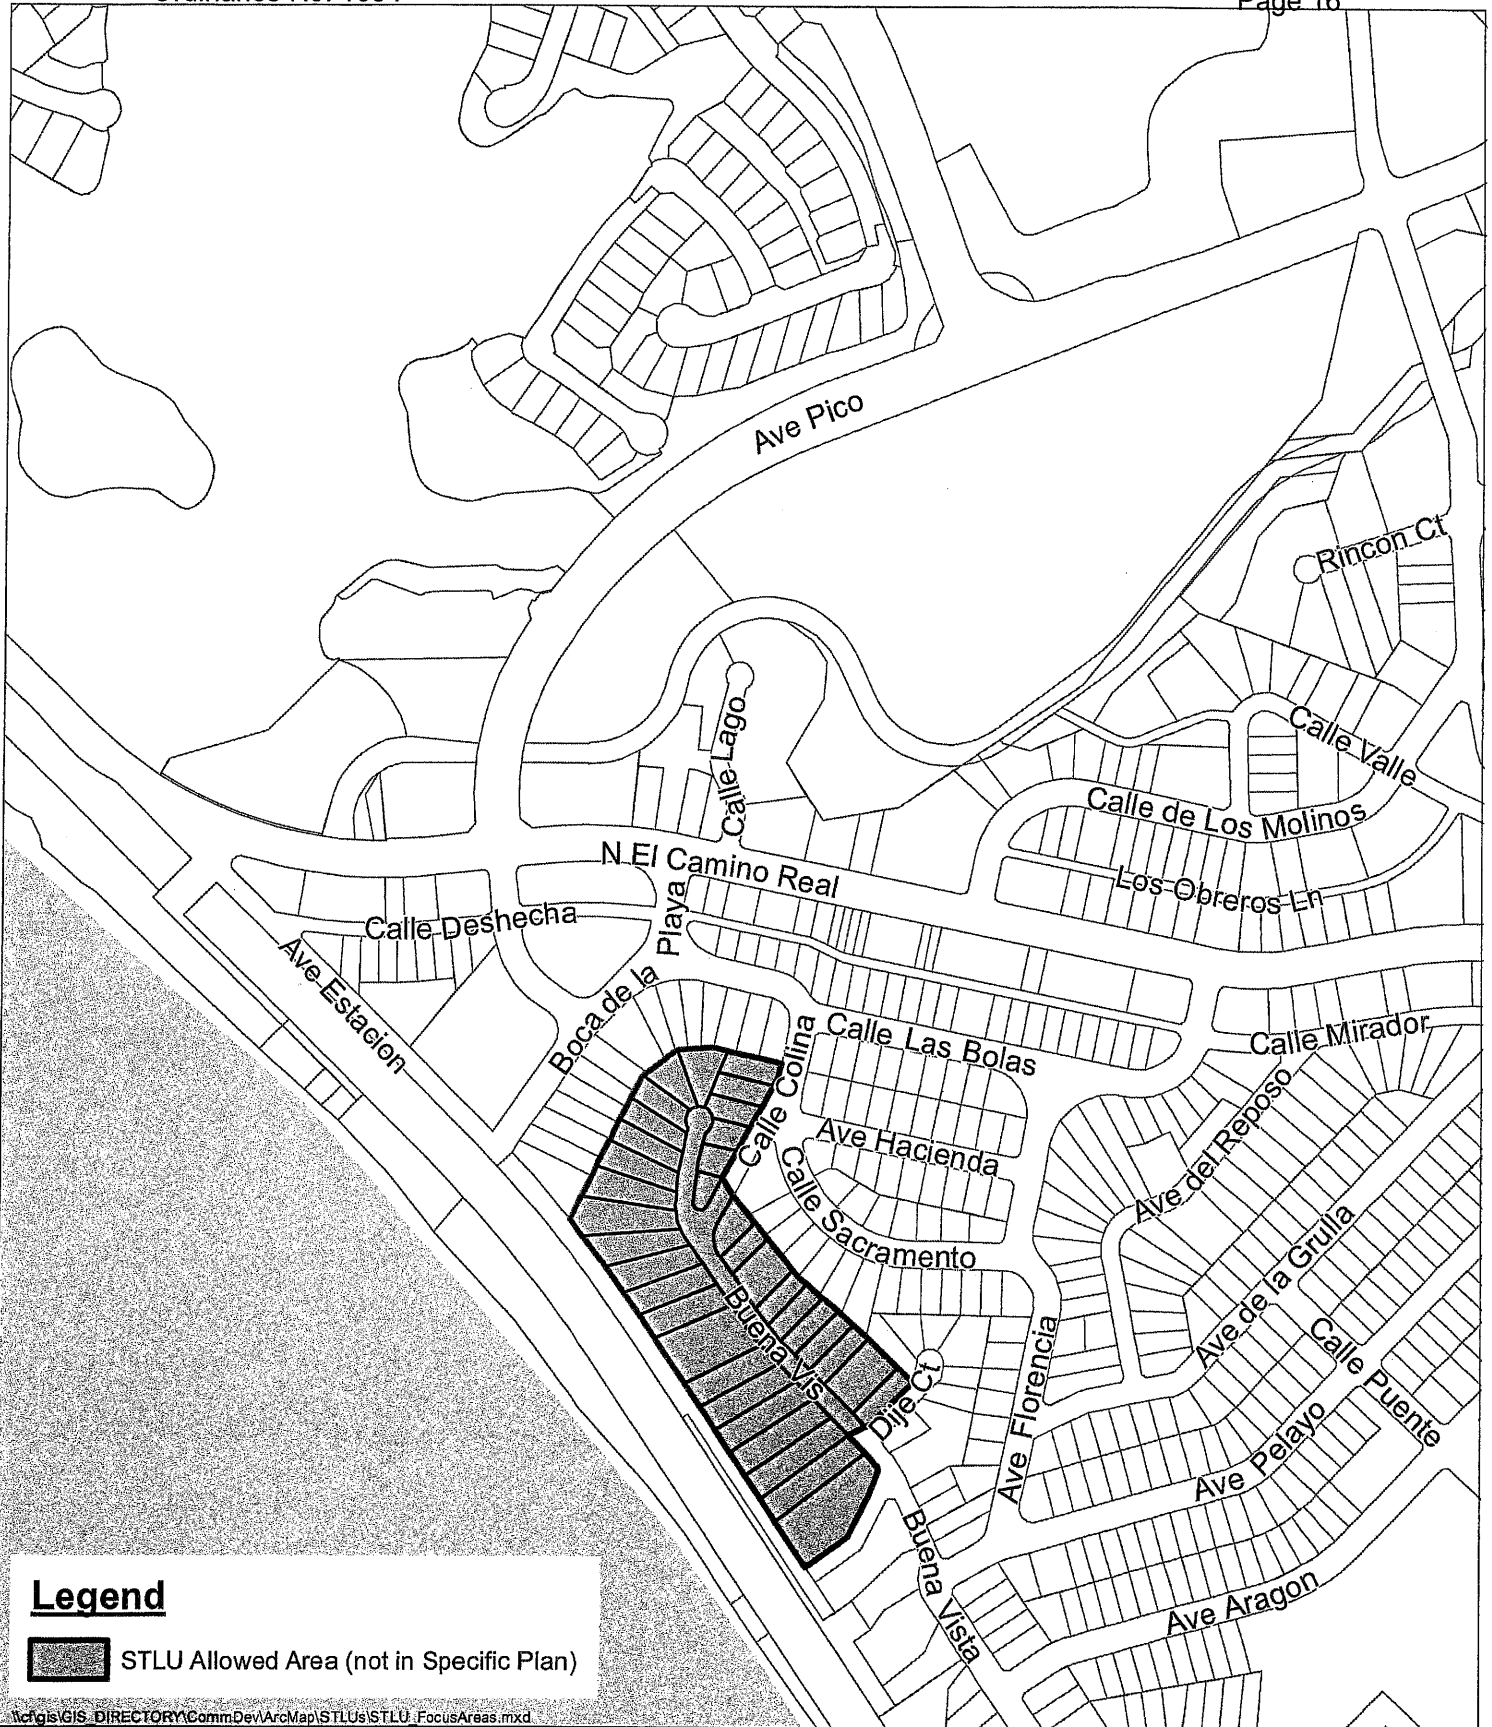 Page 16
Ave Pico
Rincon Ct
Calle Lago
Calle Valle
Calle de Los Molinos
N El Camino Real
Los Obreros Ln
Calle Deshecha
Boca de la Playa
Ave Estacion
Calle Las Bolas
Calle Mirador
Calle Colina
Ave Hacienda
Ave del Reposo
Calle Sacramento
Ave de la Grulla
Buena Vis
Dije Ct
Ave Florencia
Calle Puente
Ave Pelayo
Buena Vista
Ave Aragon
Legend
STLU Allowed Area (not in Specific Plan)
\\cf\gis\GIS_DIRECTORY\CommDev\ArcMap\STLUs\STLU_FocusAreas.mxd